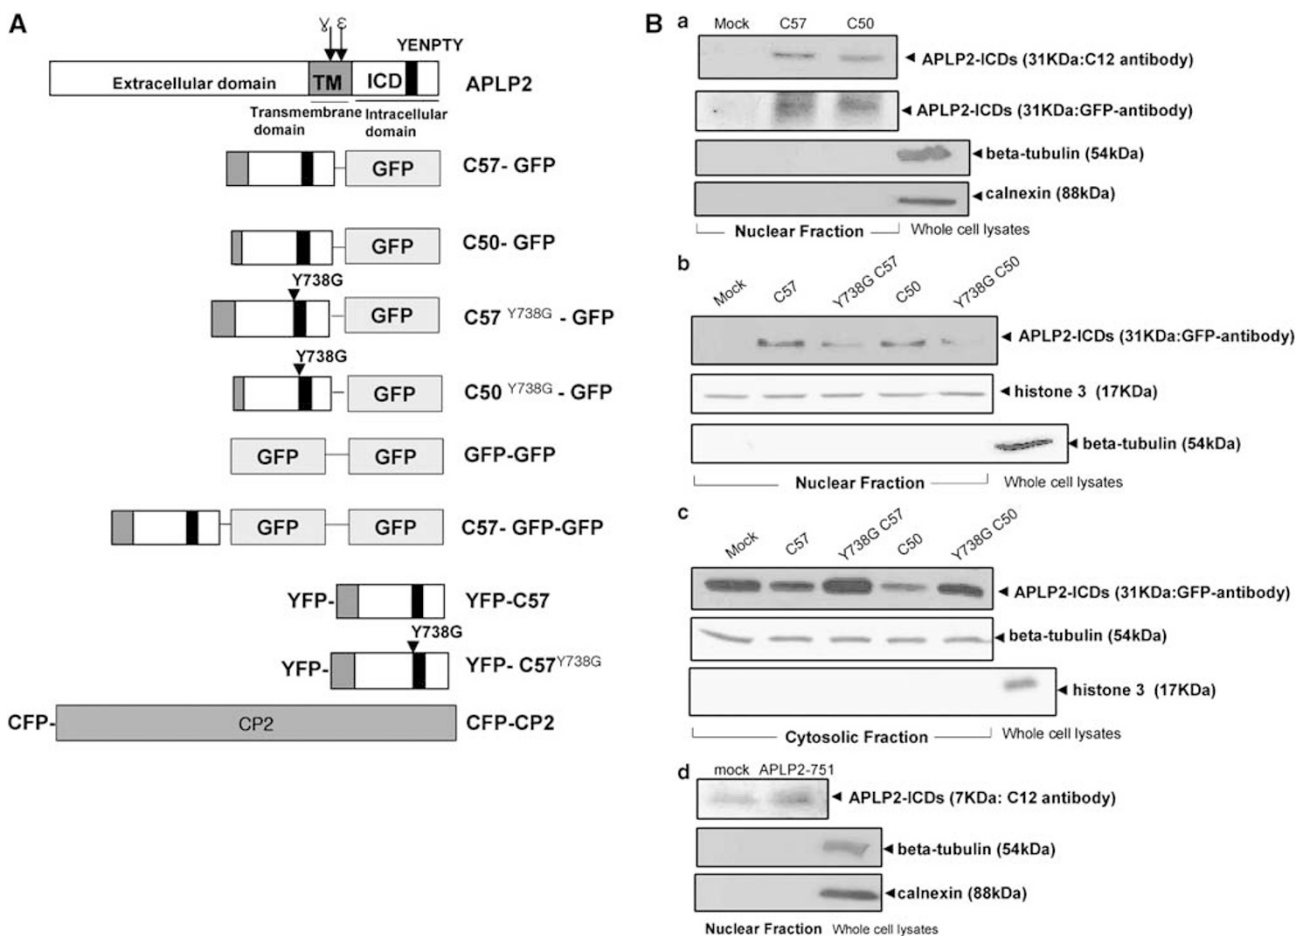 A
γ ε
YENPTY
Extracellular domain TM ICD APLP2
Transmembrane domain
Intracellular domain
GFP C57- GFP
GFP C50- GFP
Y738G
GFP C57 Y738G - GFP
Y738G
GFP C50 Y738G - GFP
GFP GFP GFP-GFP
GFP GFP C57- GFP-GFP
YFP- YFP-C57
Y738G
YFP- YFP- C57Y738G
CFP- CP2 CFP-CP2
B
a
Mock C57 C50
APLP2-ICDs (31KDa:C12 antibody)
APLP2-ICDs (31KDa:GFP-antibody)
beta-tubulin (54kDa)
calnexin (88kDa)
Nuclear Fraction Whole cell lysates
b
Mock C57 Y738G C57 C50 Y738G C50
APLP2-ICDs (31KDa:GFP-antibody)
histone 3 (17KDa)
beta-tubulin (54kDa)
Nuclear Fraction Whole cell lysates
c
Mock C57 Y738G C57 C50 Y738G C50
APLP2-ICDs (31KDa:GFP-antibody)
beta-tubulin (54kDa)
histone 3 (17KDa)
Cytosolic Fraction Whole cell lysates
d
mock APLP2-751
APLP2-ICDs (7KDa: C12 antibody)
beta-tubulin (54kDa)
calnexin (88kDa)
Nuclear Fraction Whole cell lysates